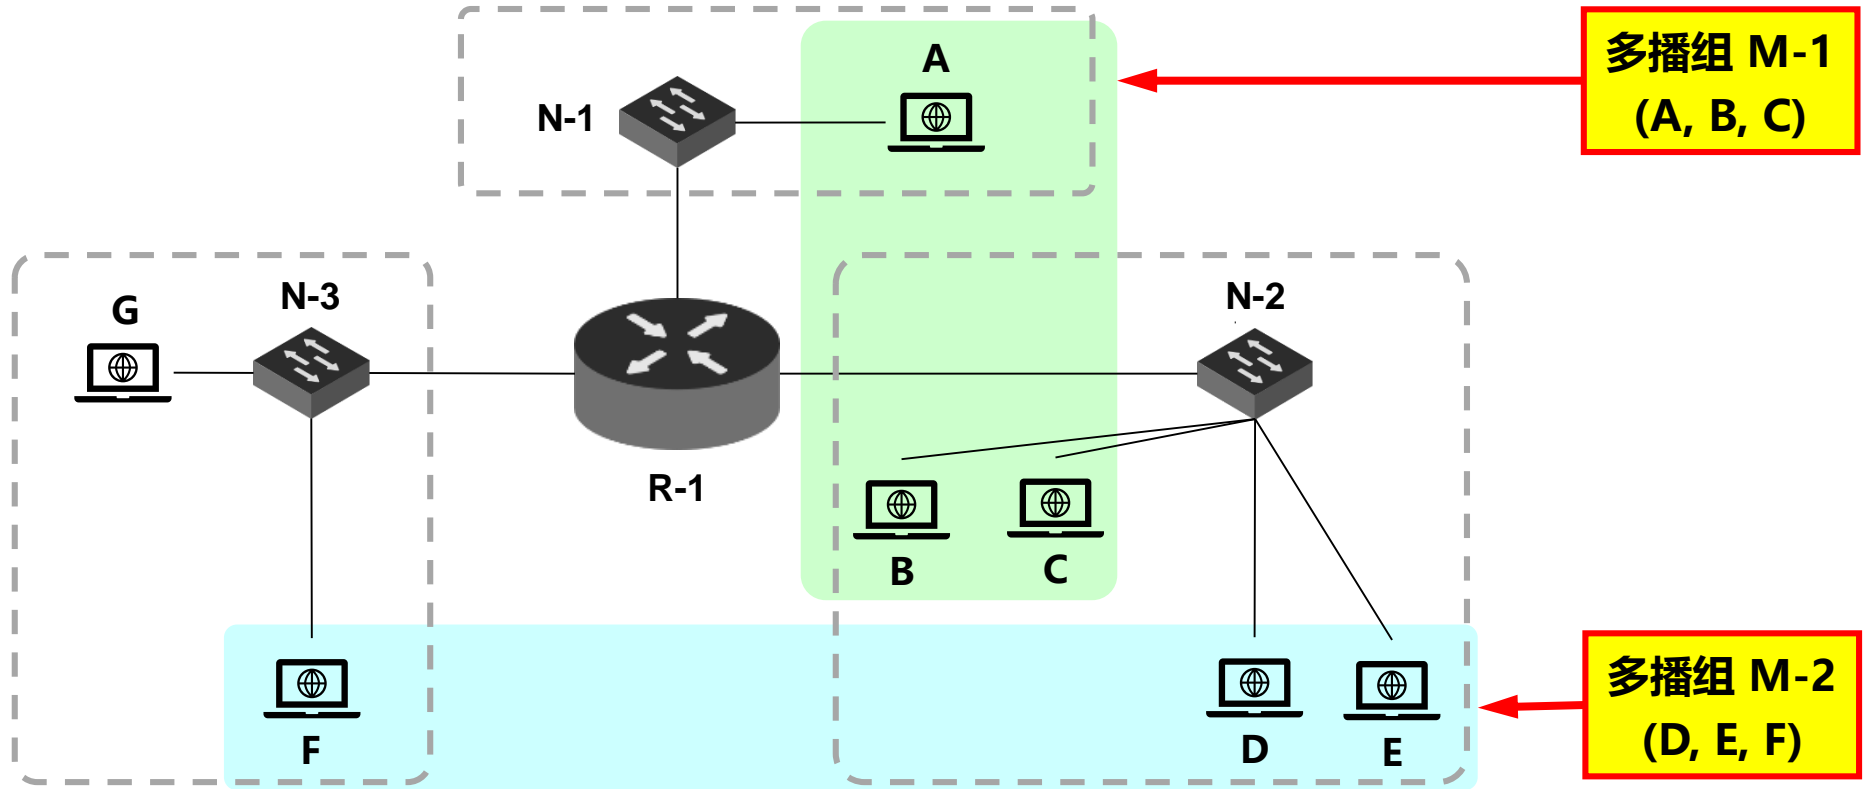 A
多播组 M-1
(A, B, C)
N-1
G
N-3
N-2
R-1
B
C
多播组 M-2
(D, E, F)
F
D
E